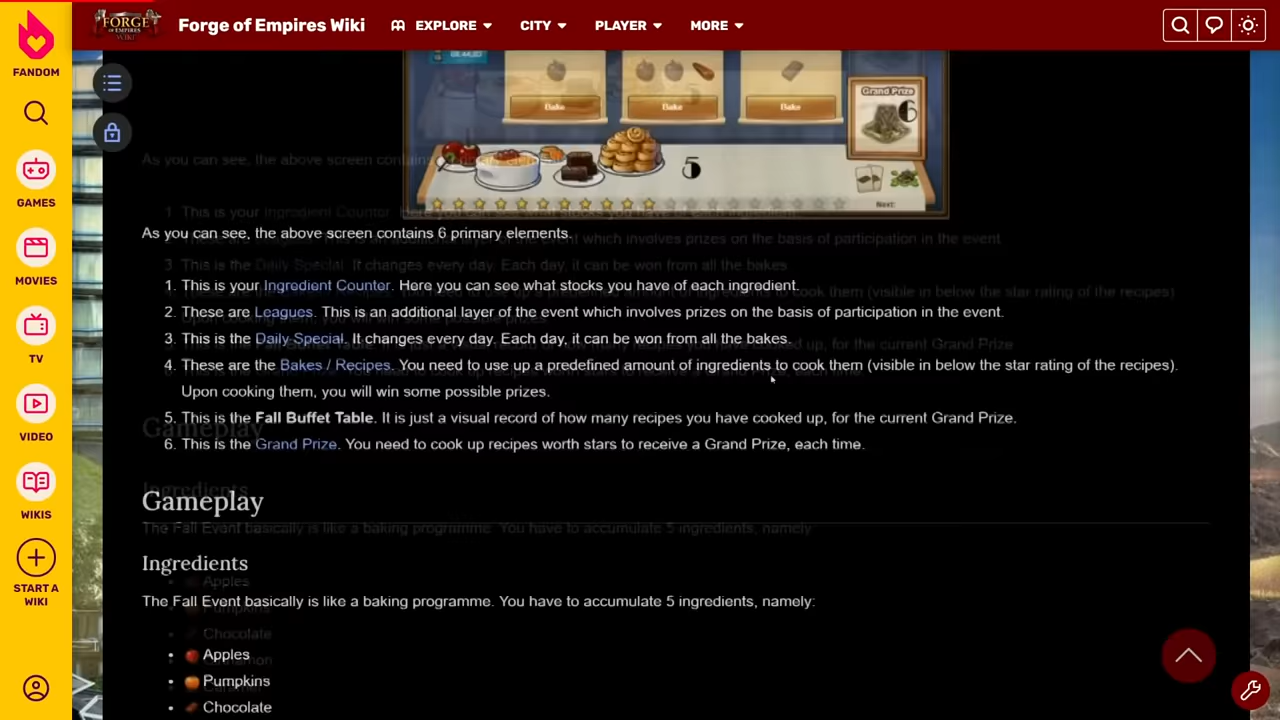 FORGE OF EMPIRES WIKI
Forge of Empires Wiki
EXPLORE
CITY
PLAYER
MORE
FANDOM
GAMES
MOVIES
TV
VIDEO
WIKIS
START A
WIKI
Bake
Bake
Bake
Grand Prize
6
5
Next:
As you can see, the above screen contains 6 primary elements.
1. This is your Ingredient Counter. Here you can see what stocks you have of each ingredient.
2. These are Leagues. This is an additional layer of the event which involves prizes on the basis of participation in the event.
3. This is the Daily Special. It changes every day. Each day, it can be won from all the bakes.
4. These are the Bakes / Recipes. You need to use up a predefined amount of ingredients to cook them (visible in below the star rating of the recipes).
Upon cooking them, you will win some possible prizes.
5. This is the Fall Buffet Table. It is just a visual record of how many recipes you have cooked up, for the current Grand Prize.
6. This is the Grand Prize. You need to cook up recipes worth stars to receive a Grand Prize, each time.
Gameplay
Ingredients
The Fall Event basically is like a baking programme. You have to accumulate 5 ingredients, namely:
Apples
Pumpkins
Chocolate